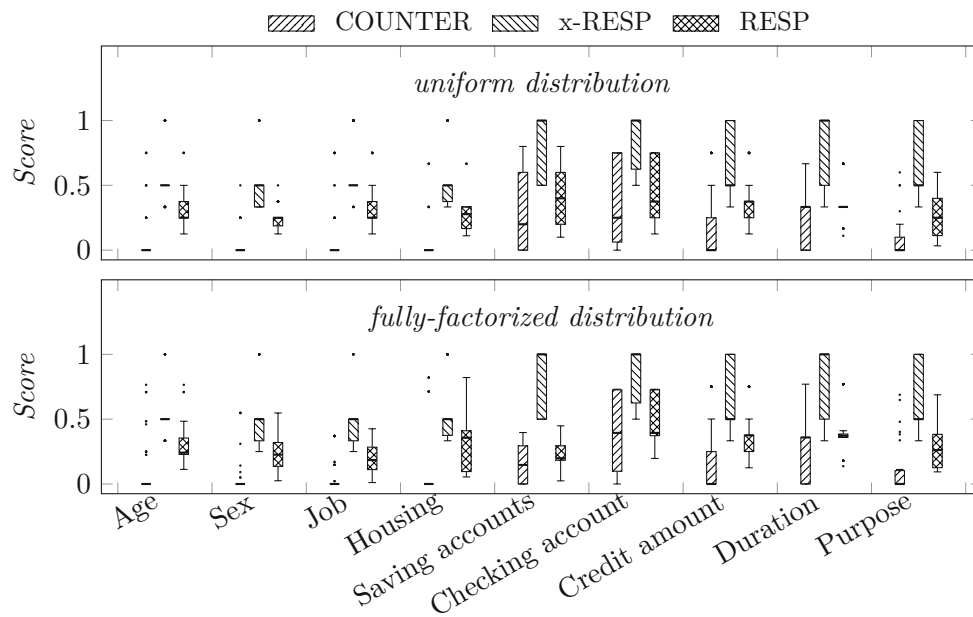 COUNTER x-RESP RESP
uniform distribution
Score
1
0.5
0
fully-factorized distribution
Score
1
0.5
0
Age
Sex
Job
Housing
Saving accounts
Checking account
Credit amount
Duration
Purpose